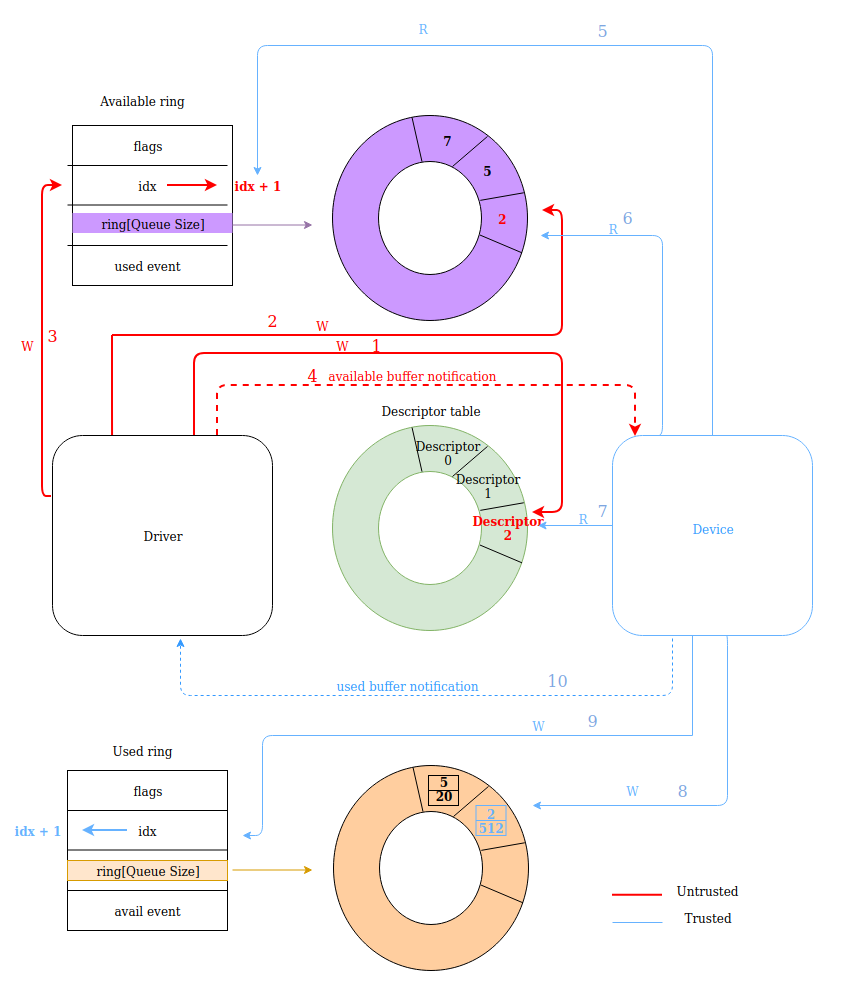 R
5
Available ring
flags
idx
idx + 1
ring[Queue Size]
used event
7
5
2
R
6
W
3
2
W
W
1
4
available buffer notification
Descriptor table
Descriptor
0
Descriptor
1
Descriptor
2
R
7
Driver
Device
used buffer notification
10
W
9
Used ring
W
8
flags
idx + 1
idx
ring[Queue Size]
avail event
5
20
2
512
Untrusted
Trusted